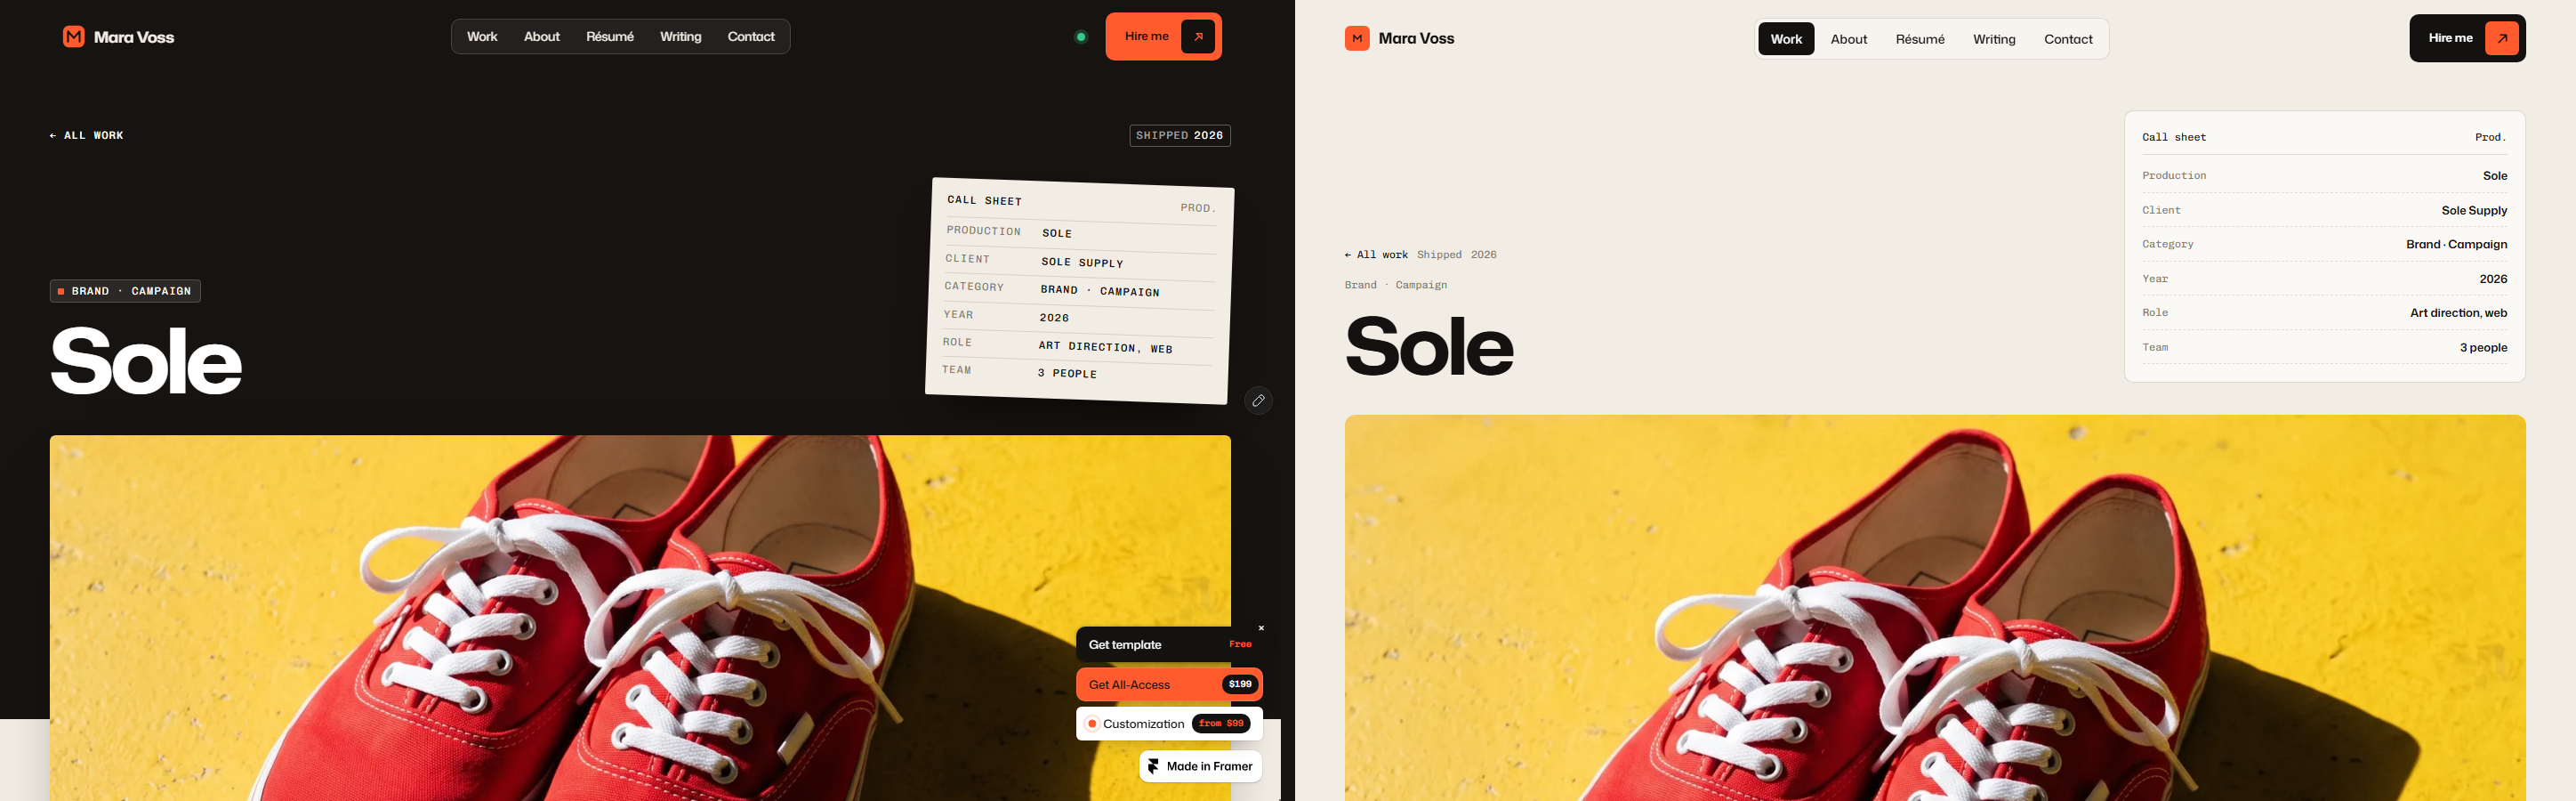 Mara Voss
Work About Résumé Writing Contact
Hire me
← ALL WORK
SHIPPED 2026
CALL SHEET PROD.
PRODUCTION SOLE
CLIENT SOLE SUPPLY
CATEGORY BRAND · CAMPAIGN
YEAR 2026
ROLE ART DIRECTION, WEB
TEAM 3 PEOPLE
BRAND · CAMPAIGN
Sole
Get template Free
Get All-Access $199
Customization from $99
Made in Framer
Mara Voss
Work About Résumé Writing Contact
Hire me
Call sheet Prod.
Production Sole
Client Sole Supply
Category Brand · Campaign
Year 2026
Role Art direction, web
Team 3 people
← All work Shipped 2026
Brand · Campaign
Sole